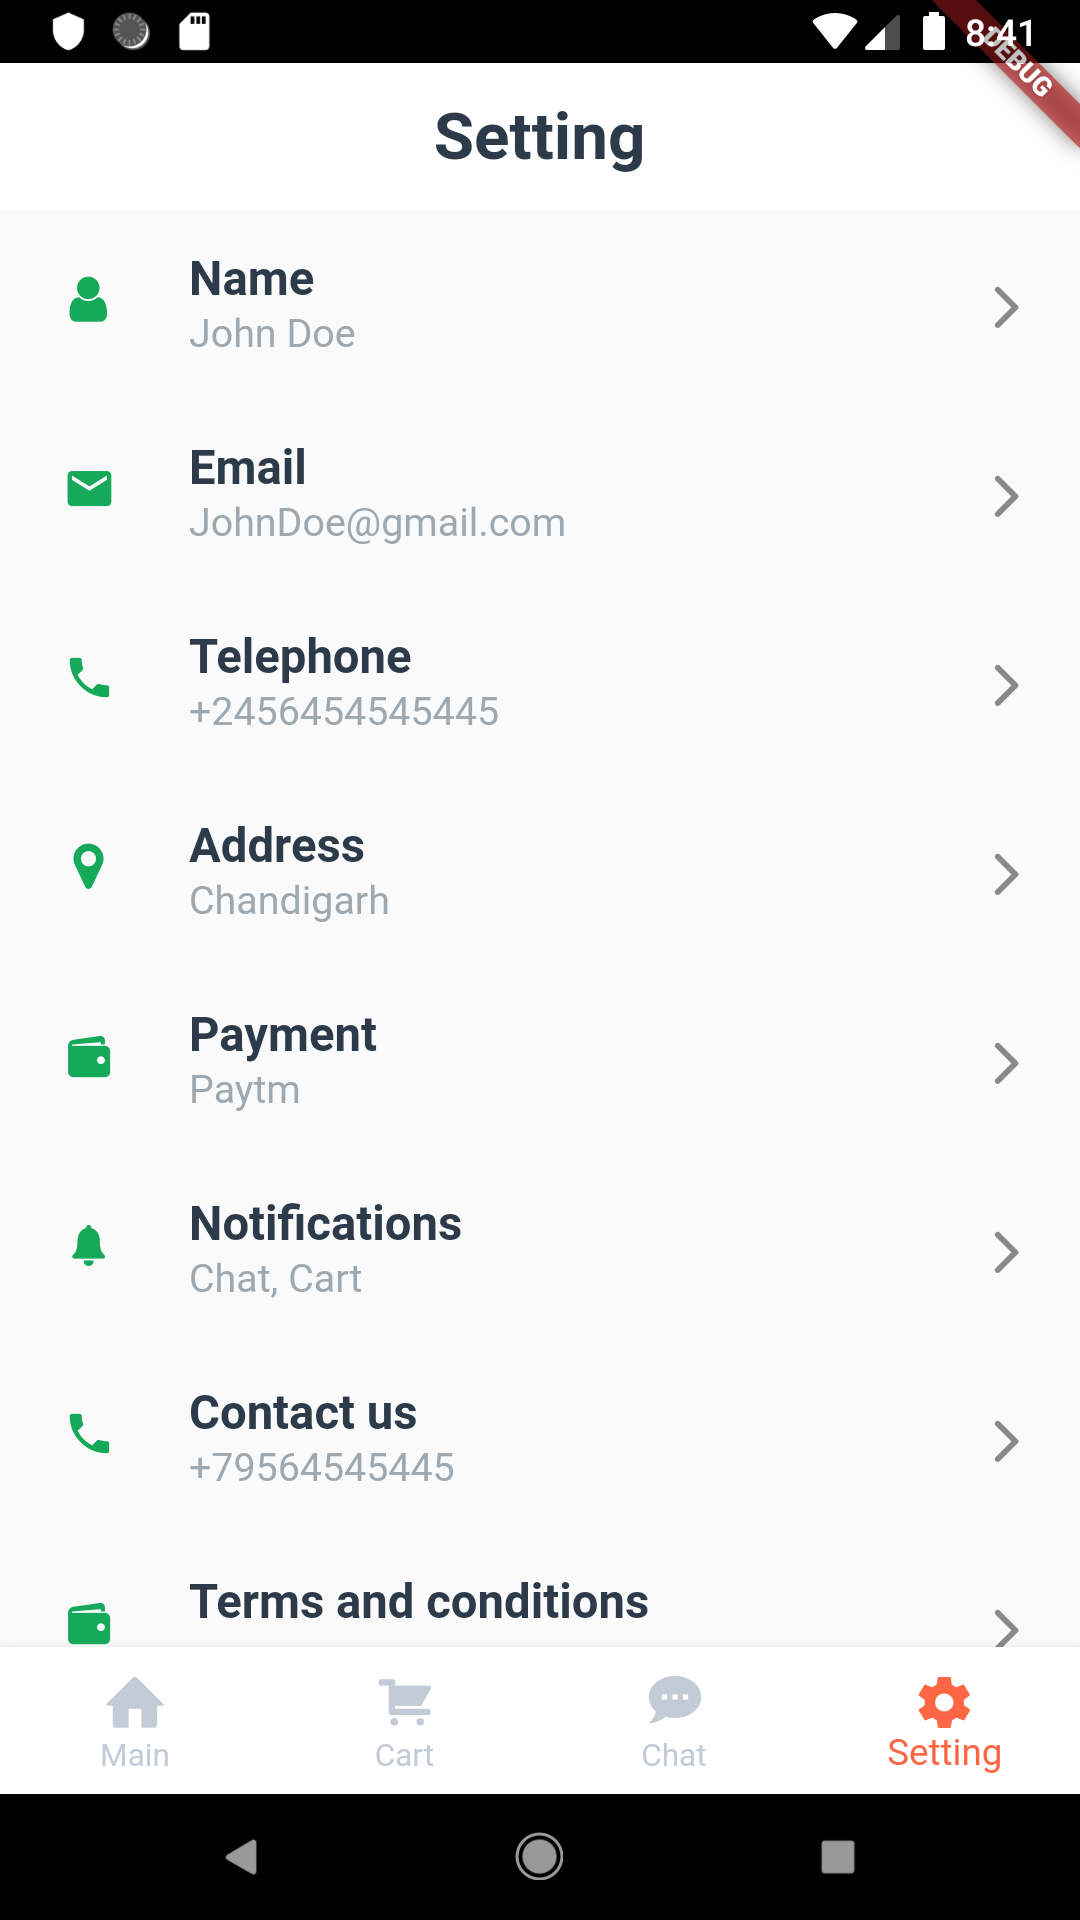 8:41
DEBUG
Setting
Name
John Doe
Email
JohnDoe@gmail.com
Telephone
+2456454545445
Address
Chandigarh
Payment
Paytm
Notifications
Chat, Cart
Contact us
+79564545445
Terms and conditions
Main
Cart
Chat
Setting